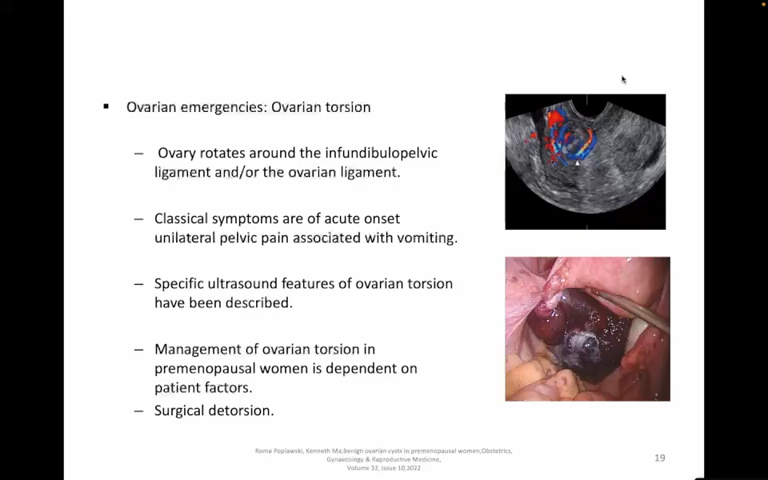 ▪ Ovarian emergencies: Ovarian torsion
– Ovary rotates around the infundibulopelvic
ligament and/or the ovarian ligament.
– Classical symptoms are of acute onset
unilateral pelvic pain associated with vomiting.
– Specific ultrasound features of ovarian torsion
have been described.
– Management of ovarian torsion in
premenopausal women is dependent on
patient factors.
– Surgical detorsion.
Roma Poplawski, Kenneth Ma.Benign ovarian cysts in premenopausal women,Obstetrics,
Gynaecology & Reproductive Medicine,
Volume 32, Issue 10,2022
19